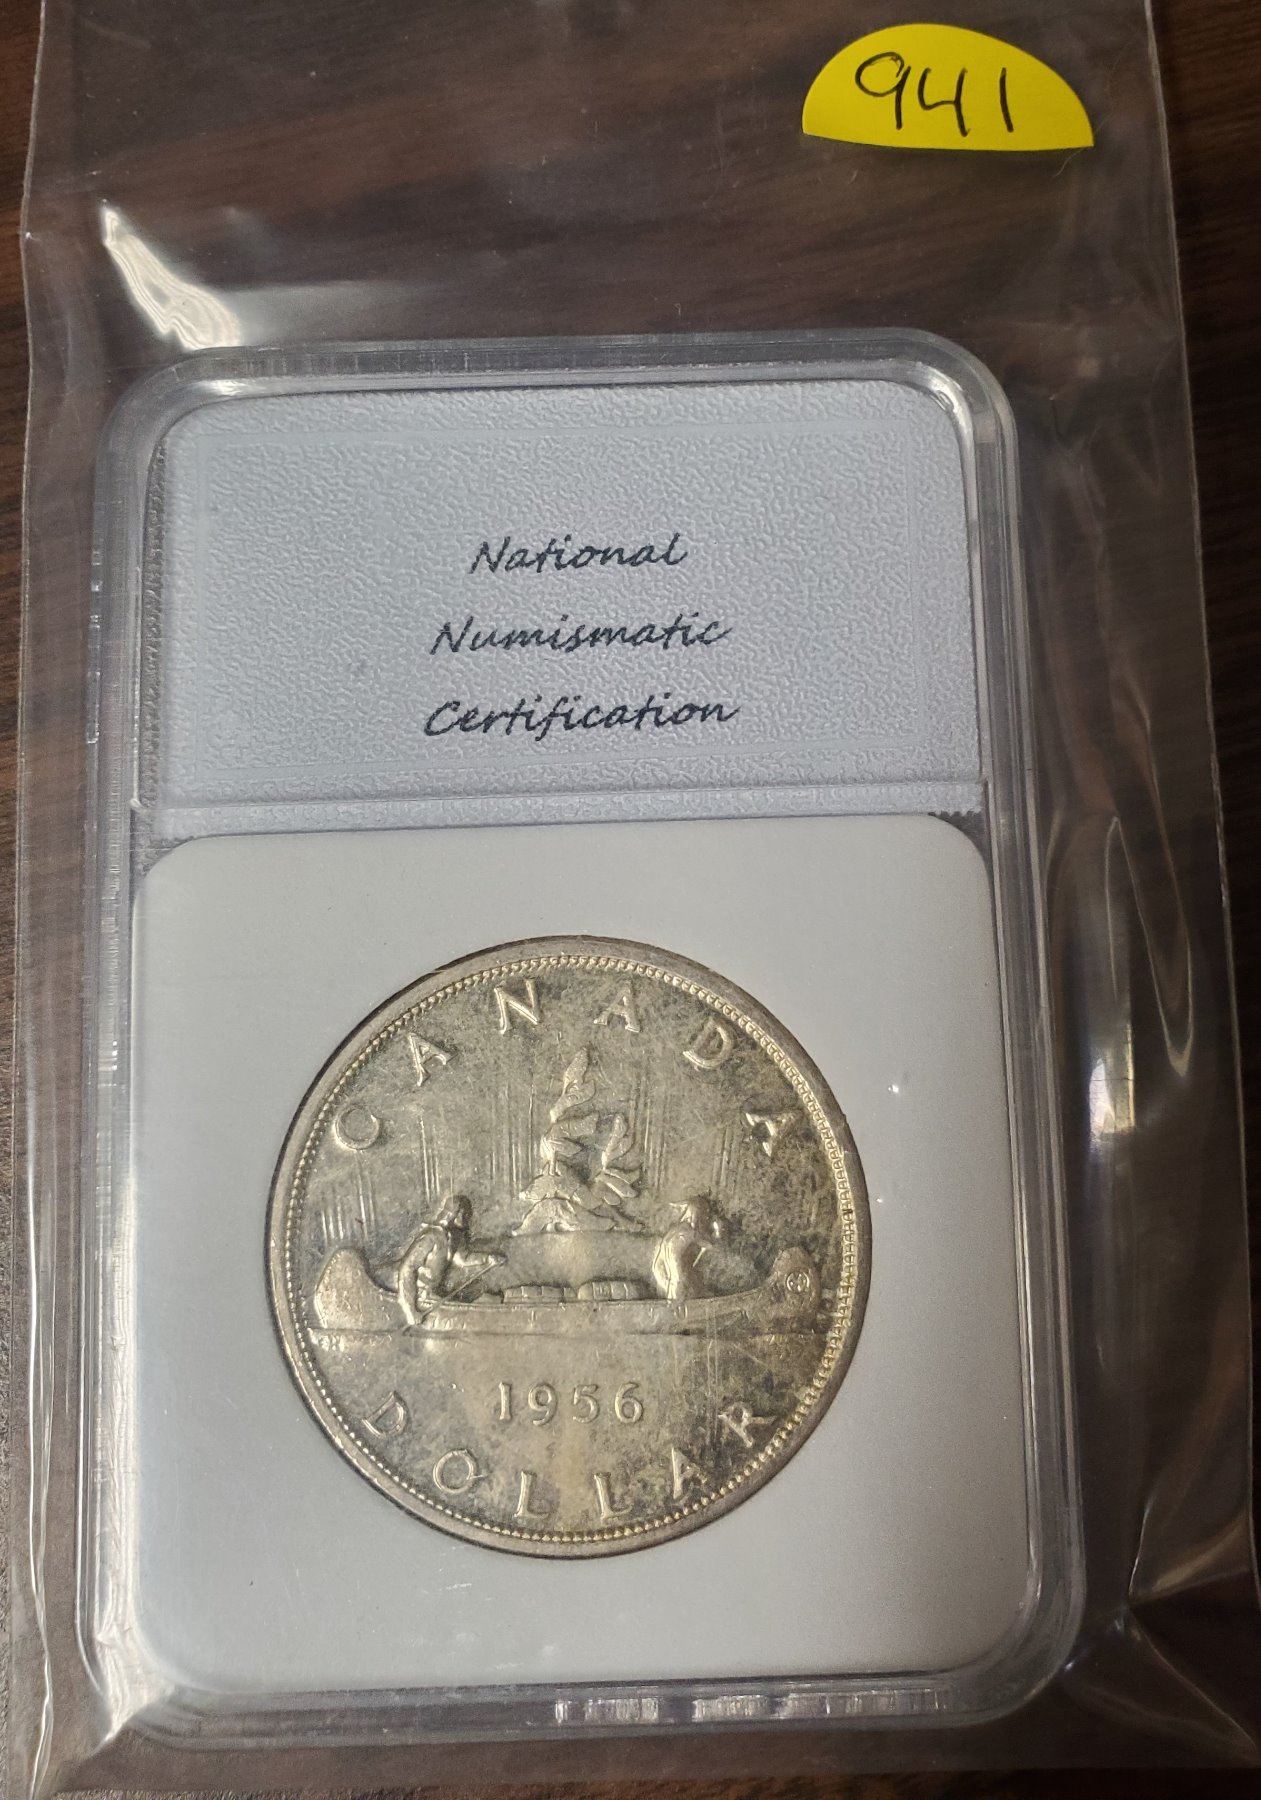 941
National
Numismatic
Certification
CANADA
1956
DOLLAR